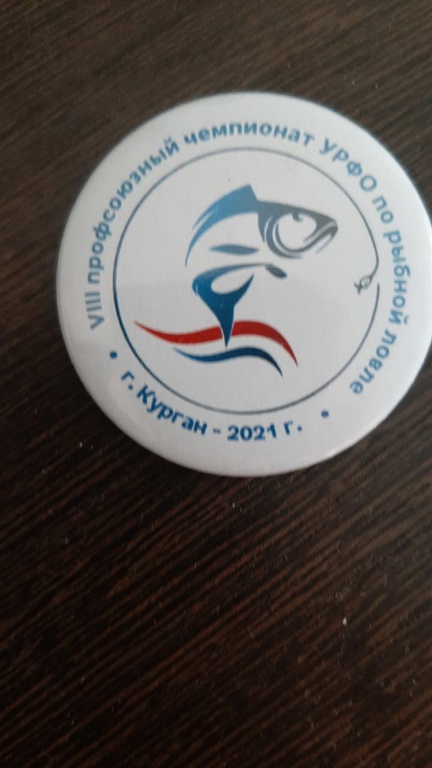 VIII профсоюзный чемпионат УРФО по рыбной ловле
г. Курган - 2021 г.